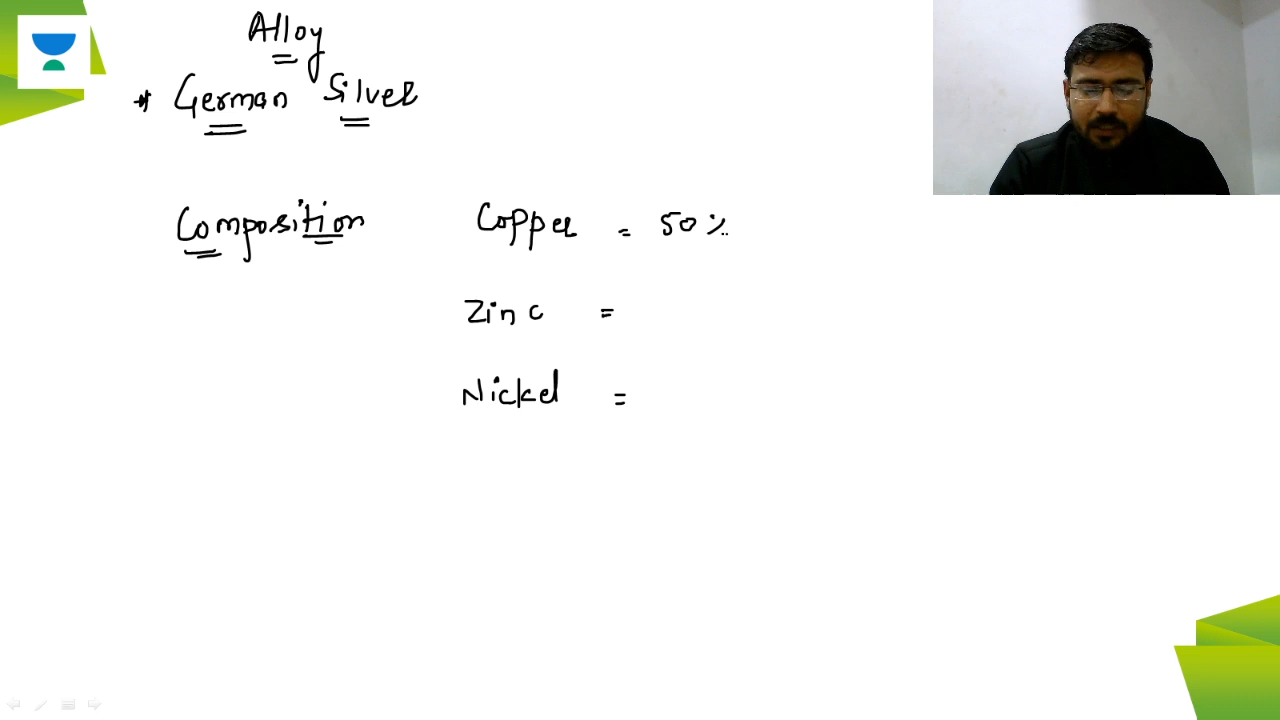 Alloy
* German Silver
Composition Copper = 50%
Zinc =
Nickel =